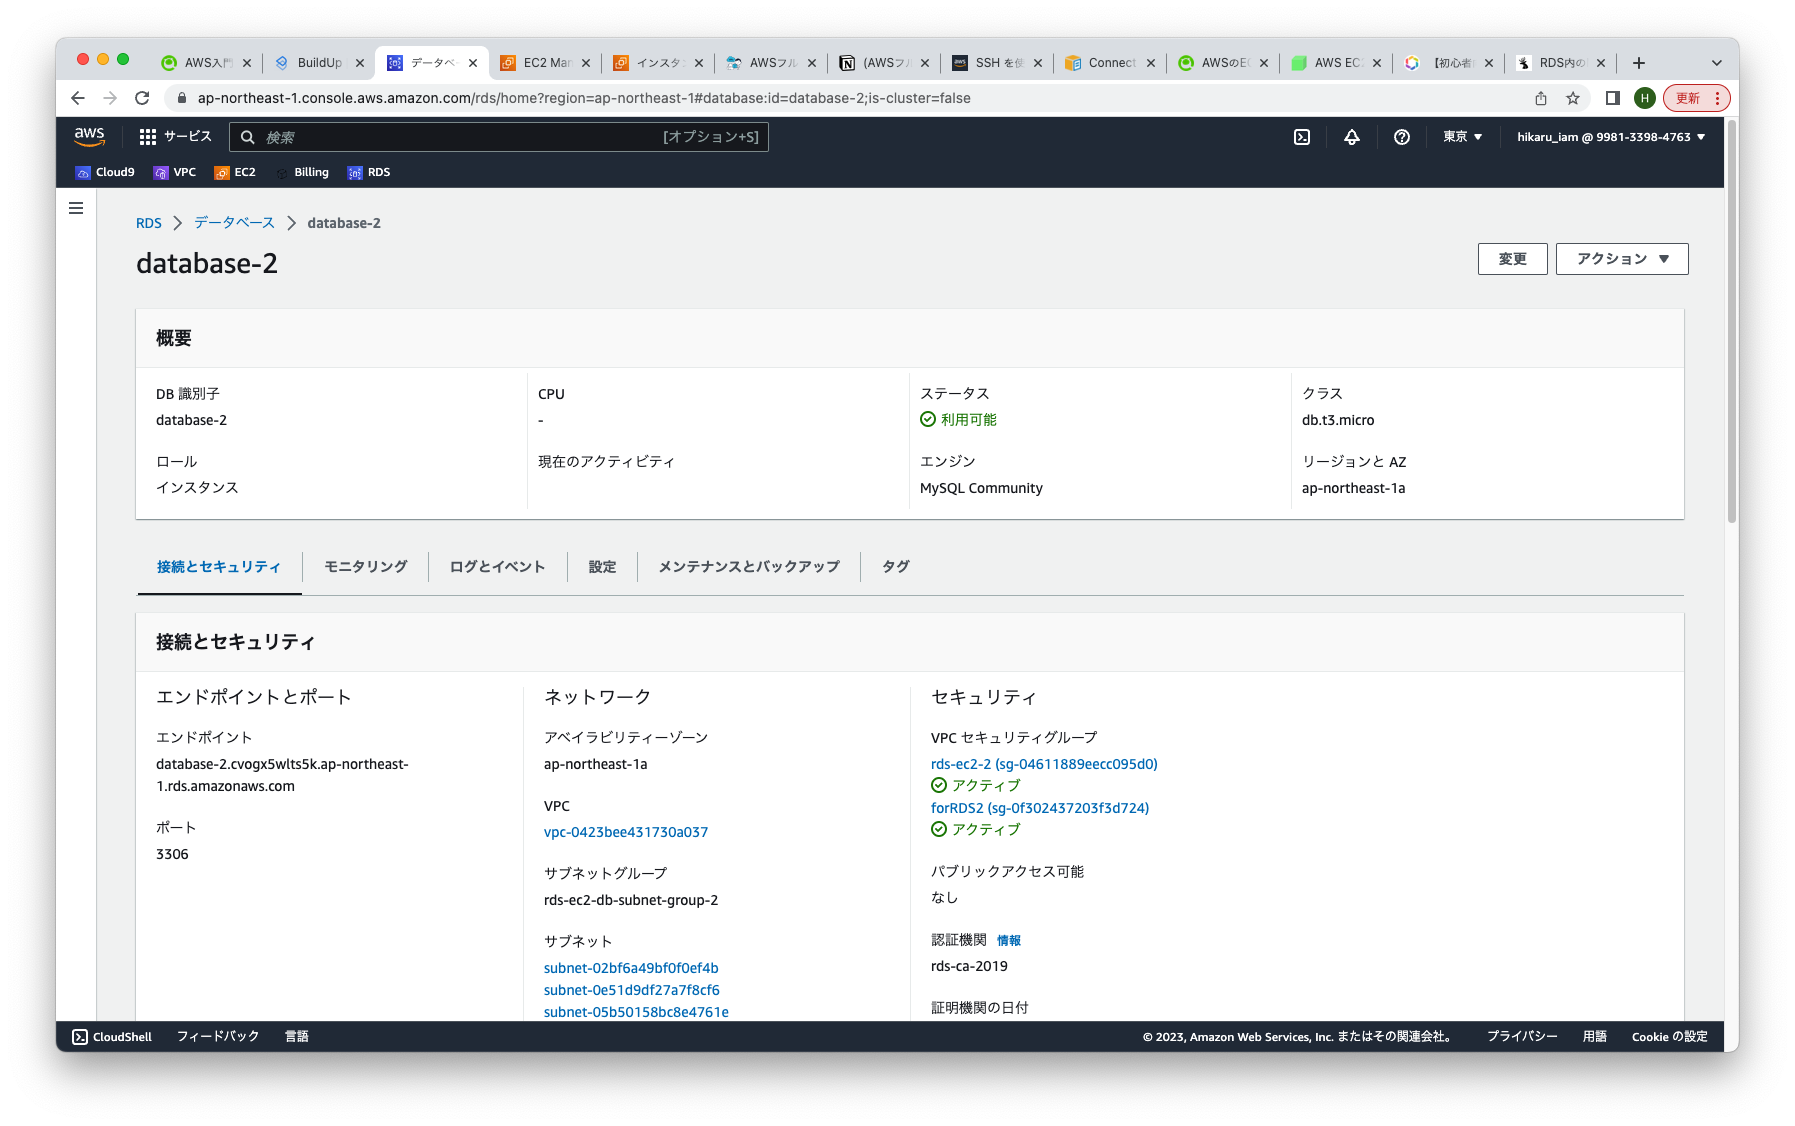 AWS入門
BuildUp
データベー
EC2 Man
インスタン
AWSフル
(AWSフル
SSH を使
Connect
AWSのEC
AWS EC2
【初心者
RDS内の
ap-northeast-1.console.aws.amazon.com/rds/home?region=ap-northeast-1#database:id=database-2;is-cluster=false
H
更新
aws
サービス
検索
[オプション+S]
東京
hikaru_iam @ 9981-3398-4763
Cloud9
VPC
EC2
Billing
RDS
RDS
データベース
database-2
database-2
変更
アクション
概要
DB 識別子
database-2
CPU
-
ステータス
利用可能
クラス
db.t3.micro
ロール
インスタンス
現在のアクティビティ
エンジン
MySQL Community
リージョンと AZ
ap-northeast-1a
接続とセキュリティ
モニタリング
ログとイベント
設定
メンテナンスとバックアップ
タグ
接続とセキュリティ
エンドポイントとポート
エンドポイント
database-2.cvogx5wlts5k.ap-northeast-
1.rds.amazonaws.com
ポート
3306
ネットワーク
アベイラビリティーゾーン
ap-northeast-1a
VPC
vpc-0423bee431730a037
サブネットグループ
rds-ec2-db-subnet-group-2
サブネット
subnet-02bf6a49bf0f0ef4b
subnet-0e51d9df27a7f8cf6
subnet-05b50158bc8e4761e
セキュリティ
VPC セキュリティグループ
rds-ec2-2 (sg-04611889eecc095d0)
アクティブ
forRDS2 (sg-0f302437203f3d724)
アクティブ
パブリックアクセス可能
なし
認証機関 情報
rds-ca-2019
証明機関の日付
CloudShell
フィードバック
言語
© 2023, Amazon Web Services, Inc. またはその関連会社。
プライバシー
用語
Cookie の設定